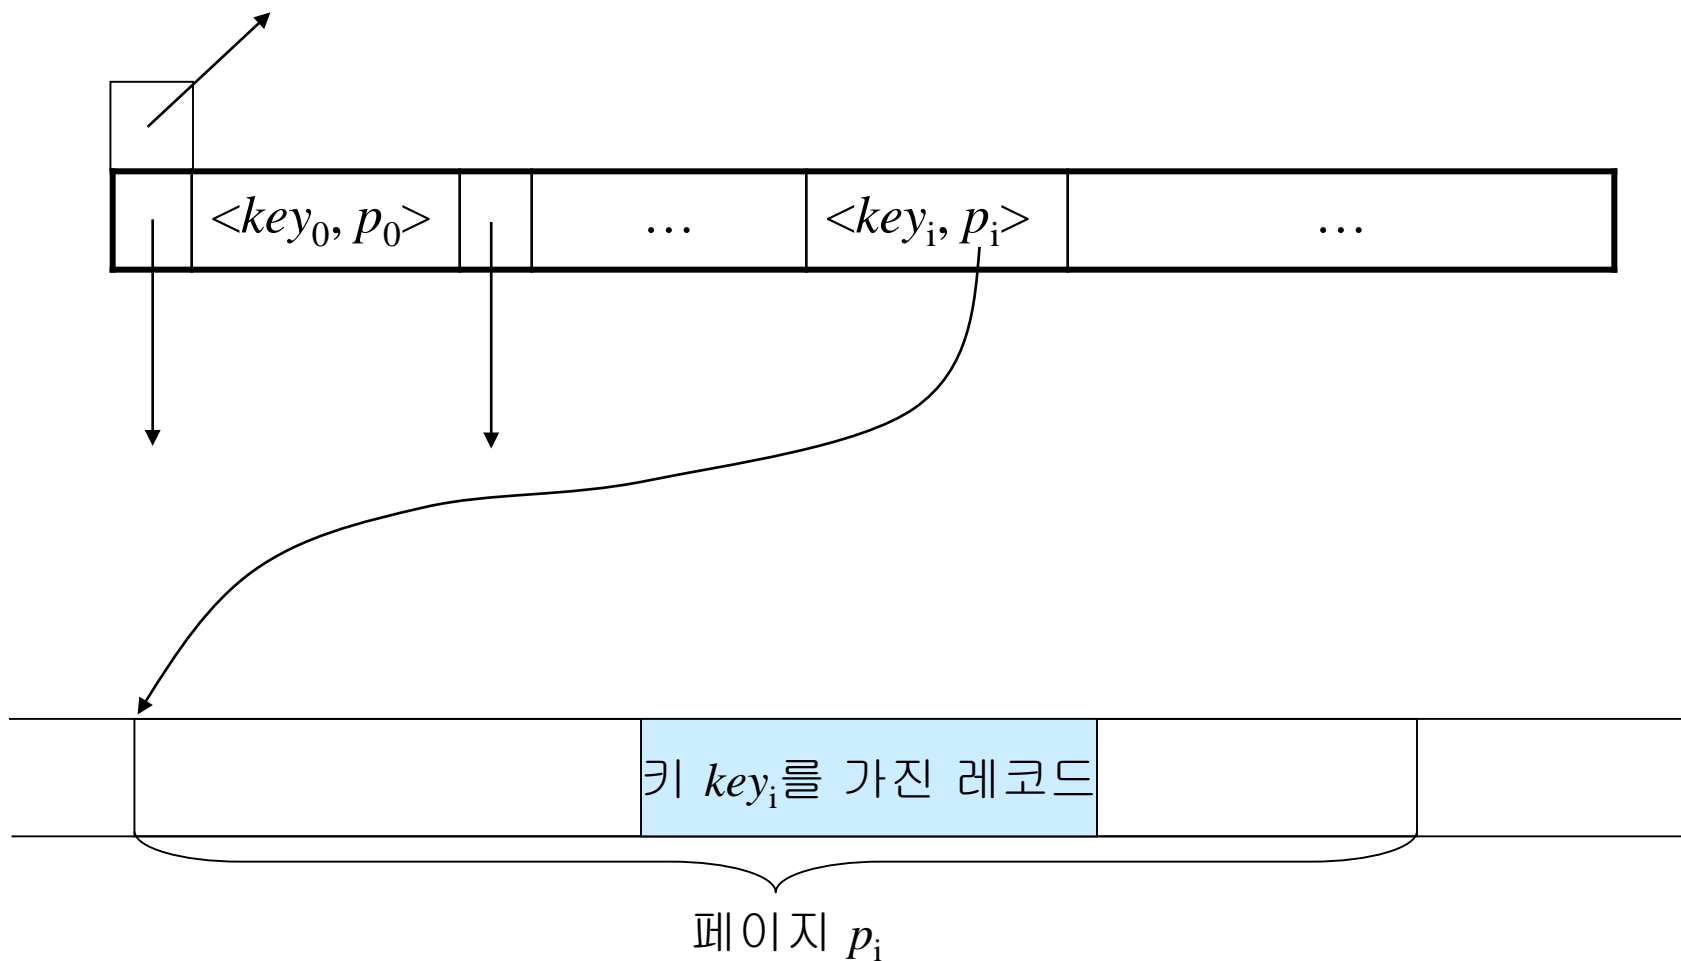 <key₀, p₀> … <keyᵢ, pᵢ> …
키 keyᵢ를 가진 레코드
페이지 pᵢ